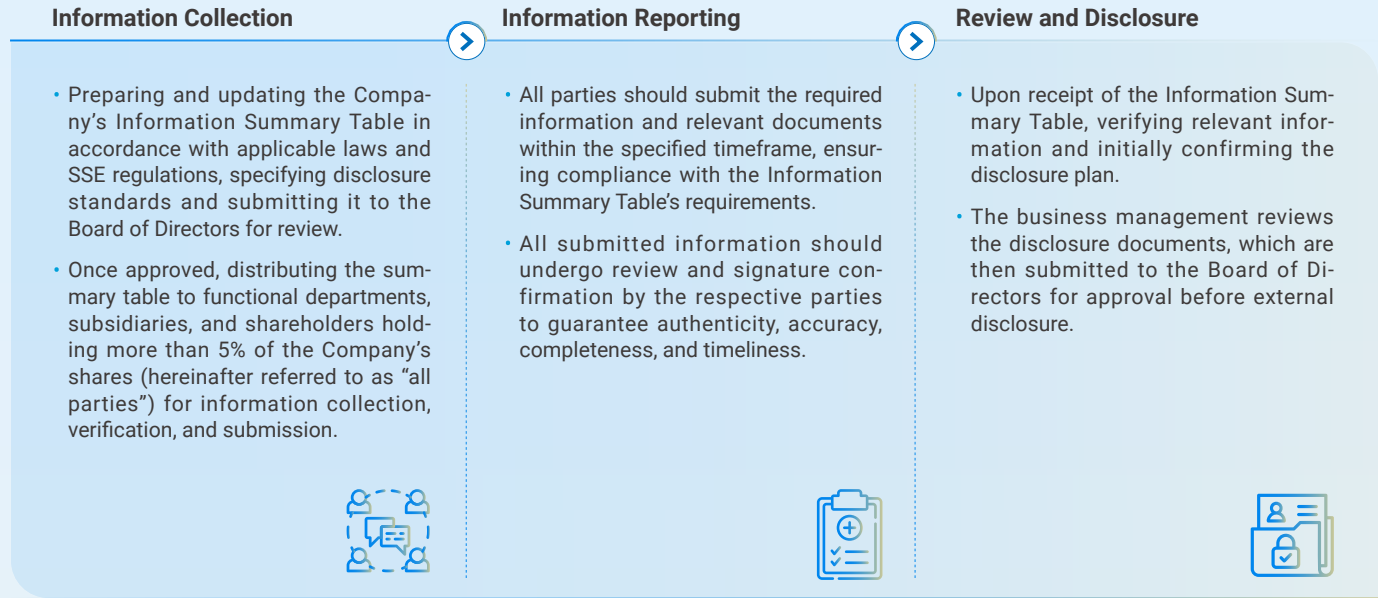 Information Collection
• Preparing and updating the Compa-
ny’s Information Summary Table in
accordance with applicable laws and
SSE regulations, specifying disclosure
standards and submitting it to the
Board of Directors for review.
• Once approved, distributing the sum-
mary table to functional departments,
subsidiaries, and shareholders hold-
ing more than 5% of the Company’s
shares (hereinafter referred to as “all
parties”) for information collection,
verification, and submission.
Information Reporting
• All parties should submit the required
information and relevant documents
within the specified timeframe, ensur-
ing compliance with the Information
Summary Table’s requirements.
• All submitted information should
undergo review and signature con-
firmation by the respective parties
to guarantee authenticity, accuracy,
completeness, and timeliness.
Review and Disclosure
• Upon receipt of the Information Sum-
mary Table, verifying relevant infor-
mation and initially confirming the
disclosure plan.
• The business management reviews
the disclosure documents, which are
then submitted to the Board of Di-
rectors for approval before external
disclosure.